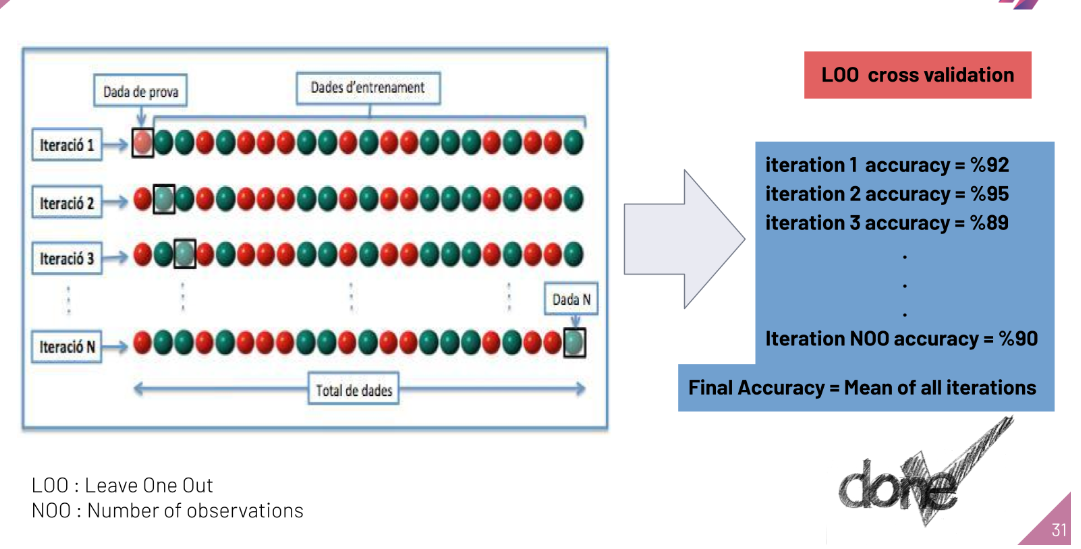 LOO cross validation
Dada de prova
Dades d'entrenament
Iteració 1
Iteració 2
Iteració 3
Dada N
Iteració N
Total de dades
iteration 1 accuracy = %92
iteration 2 accuracy = %95
iteration 3 accuracy = %89
.
.
.
Iteration NOO accuracy = %90
Final Accuracy = Mean of all iterations
done
LOO : Leave One Out
NOO : Number of observations
31